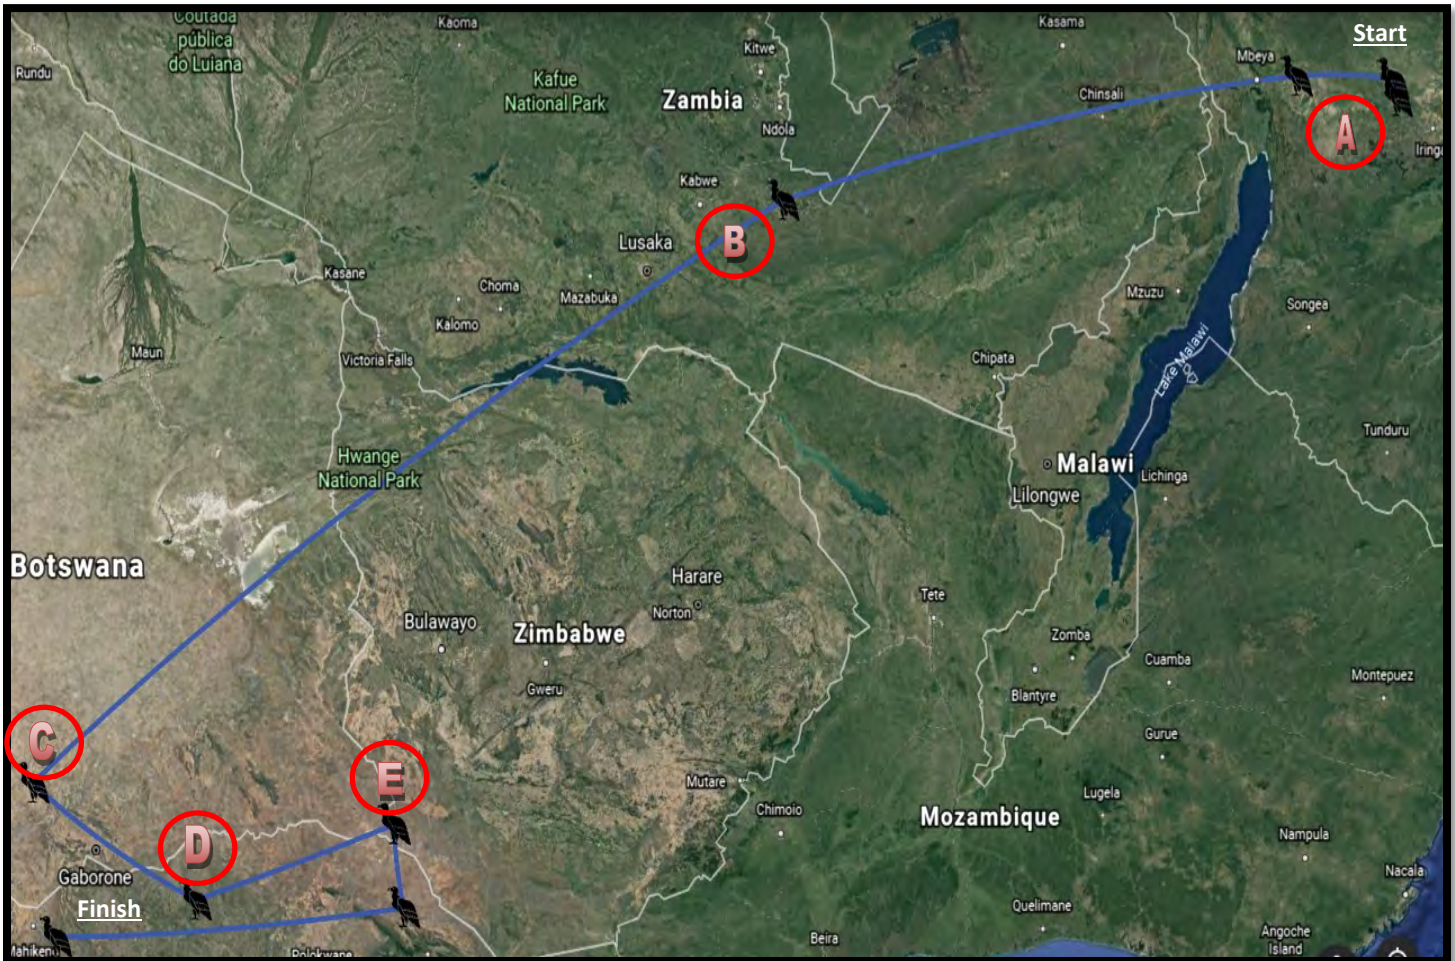 Coutada
pública
do Luiana
Kaoma
Kasama
Start
Rundu
Kitwe
Mbeya
Kafue
National Park
Zambia
Chinsali
Ndola
A
Iringa
Kabwe
B
Lusaka
Kasane
Choma
Mazabuka
Mzuzu
Songea
Kalomo
Maun
Victoria Falls
Chipata
Lake Malawi
Tunduru
Hwange
National Park
Malawi
Lichinga
Lilongwe
Botswana
Harare
Norton
Tete
Bulawayo
Zimbabwe
Zomba
Cuamba
Gweru
Blantyre
Montepuez
C
Gurue
E
Mutare
Lugela
Chimoio
Mozambique
D
Nampula
Gaborone
Nacala
Finish
Quelimane
Mahikeng
Polokwane
Beira
Angoche
Island